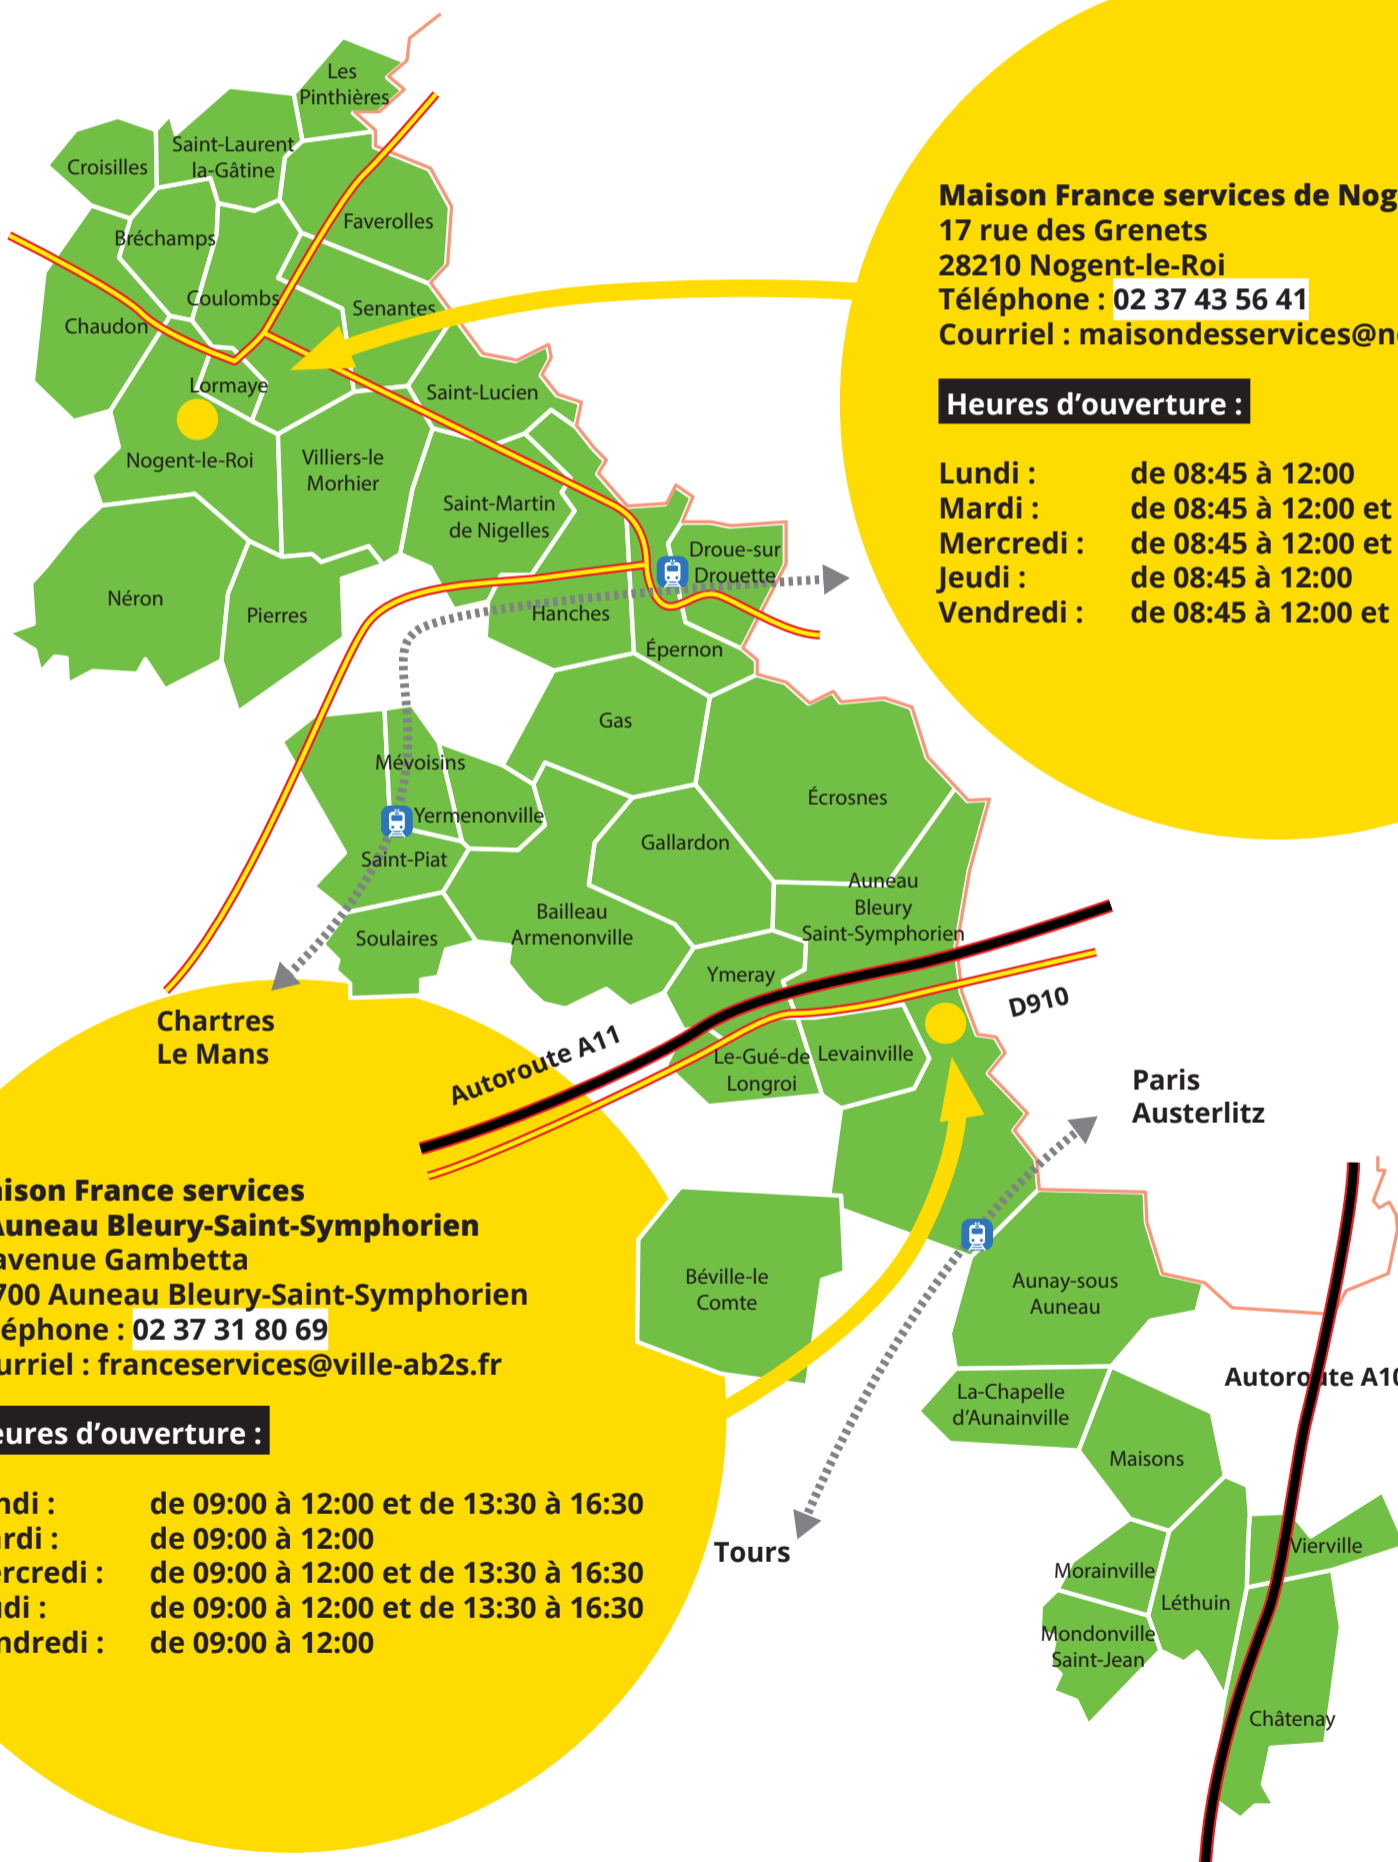 Les
Pinthières
Saint-Laurent
la-Gâtine
Croisilles
Faverolles
Bréchamps
Coulombs
Senantes
Chaudon
Lormaye
Saint-Lucien
Nogent-le-Roi
Villiers-le
Morhier
Saint-Martin
de Nigelles
Droue-sur
Drouette
Néron
Pierres
Hanches
Épernon
Gas
Mévoisins
Yermenonville
Écrosnes
Gallardon
Saint-Piat
Auneau
Bleury
Saint-Symphorien
Bailleau
Armenonville
Soulaires
Ymeray
Le-Gué-de
Longroi
Levainville
D910
Autoroute A11
Chartres
Le Mans
Paris
Austerlitz
Béville-le
Comte
Aunay-sous
Auneau
Autoroute A10
La-Chapelle
d'Aunainville
Maisons
Tours
Vierville
Morainville
Léthuin
Mondonville
Saint-Jean
Châtenay
Maison France services de Nog
17 rue des Grenets
28210 Nogent-le-Roi
Téléphone : 02 37 43 56 41
Courriel : maisondesservices@n
Heures d’ouverture :
Lundi : de 08:45 à 12:00
Mardi : de 08:45 à 12:00 et
Mercredi : de 08:45 à 12:00 et
Jeudi : de 08:45 à 12:00
Vendredi : de 08:45 à 12:00 et
ison France services
Auneau Bleury-Saint-Symphorien
avenue Gambetta
700 Auneau Bleury-Saint-Symphorien
éphone : 02 37 31 80 69
urriel : franceservices@ville-ab2s.fr
eures d’ouverture :
ndi : de 09:00 à 12:00 et de 13:30 à 16:30
rdi : de 09:00 à 12:00
ercredi : de 09:00 à 12:00 et de 13:30 à 16:30
di : de 09:00 à 12:00 et de 13:30 à 16:30
ndredi : de 09:00 à 12:00